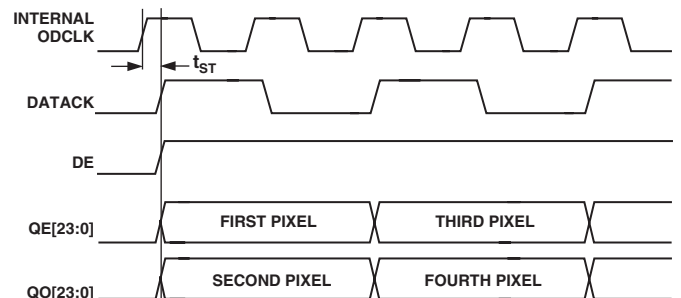 INTERNAL
ODCLK
tST
DATACK
DE
QE[23:0]
FIRST PIXEL
THIRD PIXEL
QO[23:0]
SECOND PIXEL
FOURTH PIXEL